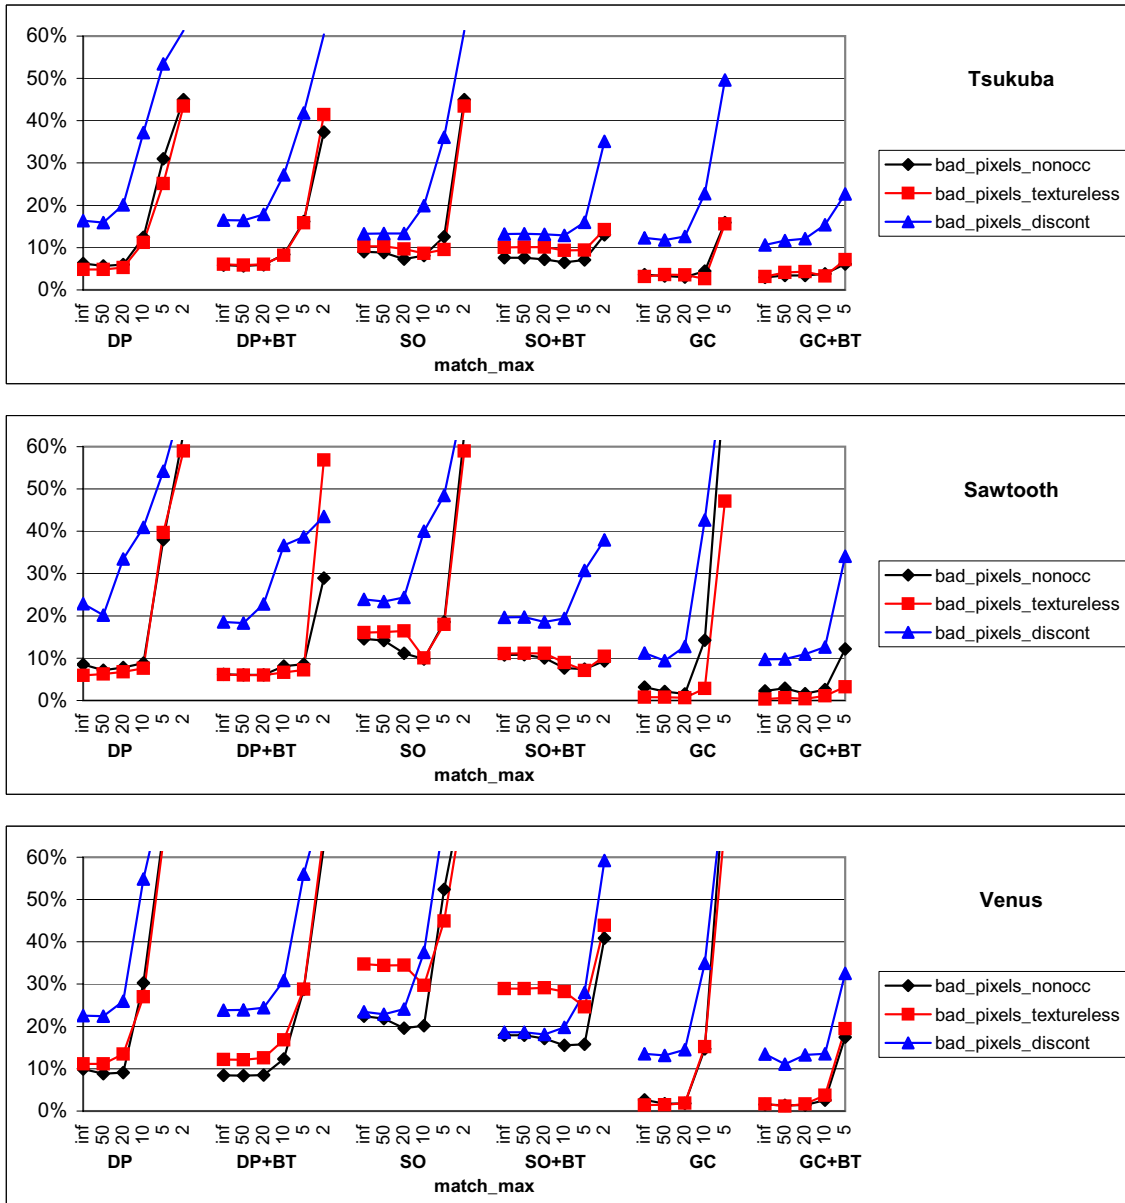 60%
50%
40%
30%
20%
10%
0%
inf 50 20 10 5 2 inf 50 20 10 5 2 inf 50 20 10 5 2 inf 50 20 10 5 2 inf 50 20 10 5 inf 50 20 10 5
DP DP+BT SO SO+BT GC GC+BT
match_max
Tsukuba
bad_pixels_nonocc
bad_pixels_textureless
bad_pixels_discont
60%
50%
40%
30%
20%
10%
0%
inf 50 20 10 5 2 inf 50 20 10 5 2 inf 50 20 10 5 2 inf 50 20 10 5 2 inf 50 20 10 5 inf 50 20 10 5
DP DP+BT SO SO+BT GC GC+BT
match_max
Sawtooth
bad_pixels_nonocc
bad_pixels_textureless
bad_pixels_discont
60%
50%
40%
30%
20%
10%
0%
inf 50 20 10 5 2 inf 50 20 10 5 2 inf 50 20 10 5 2 inf 50 20 10 5 2 inf 50 20 10 5 inf 50 20 10 5
DP DP+BT SO SO+BT GC GC+BT
match_max
Venus
bad_pixels_nonocc
bad_pixels_textureless
bad_pixels_discont